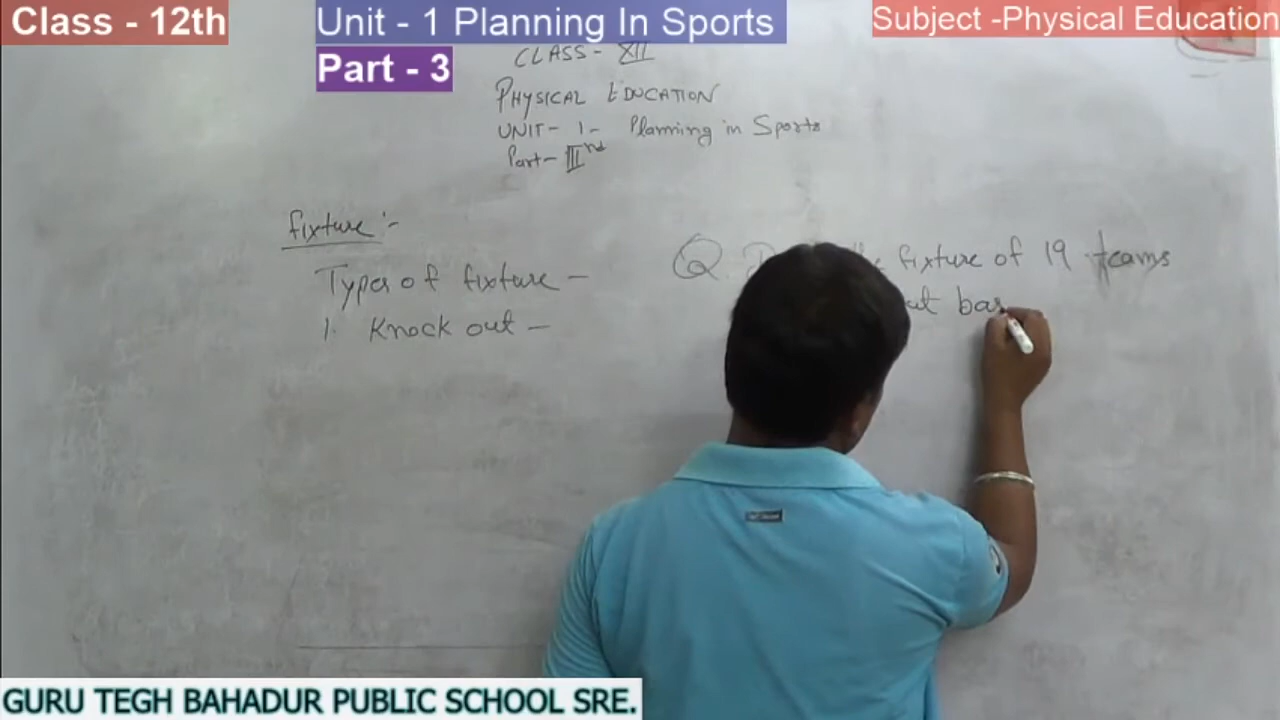 Class - 12th
Unit - 1 Planning In Sports
Subject -Physical Education
Part - 3
CLASS - XII
PHYSICAL EDUCATION
UNIT- 1- Planning in Sports
Part- IIInd
fixture :-
Types of fixture -
1. Knock out -
Q. fixture of 19 teams
bas
GURU TEGH BAHADUR PUBLIC SCHOOL SRE.